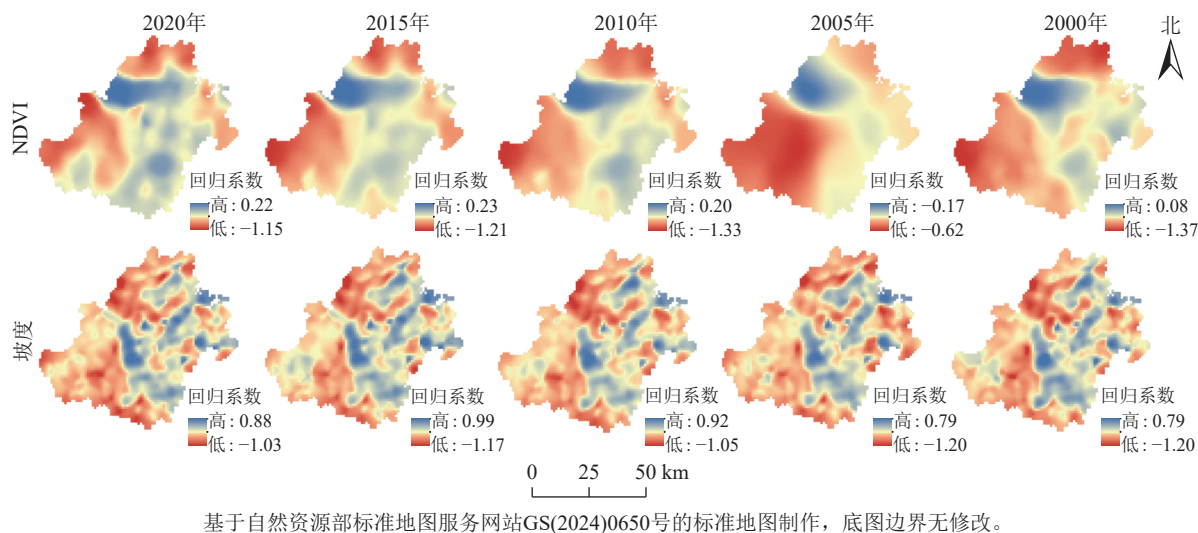 2020年 2015年 2010年 2005年 2000年 北
NDVI
回归系数 回归系数 回归系数 回归系数 回归系数
高: 0.22 高: 0.23 高: 0.20 高: −0.17 高: 0.08
低: −1.15 低: −1.21 低: −1.33 低: −0.62 低: −1.37
坡度
回归系数 回归系数 回归系数 回归系数 回归系数
高: 0.88 高: 0.99 高: 0.92 高: 0.79 高: 0.79
低: −1.03 低: −1.17 低: −1.05 低: −1.20 低: −1.20
0 25 50 km
基于自然资源部标准地图服务网站GS(2024)0650号的标准地图制作，底图边界无修改。